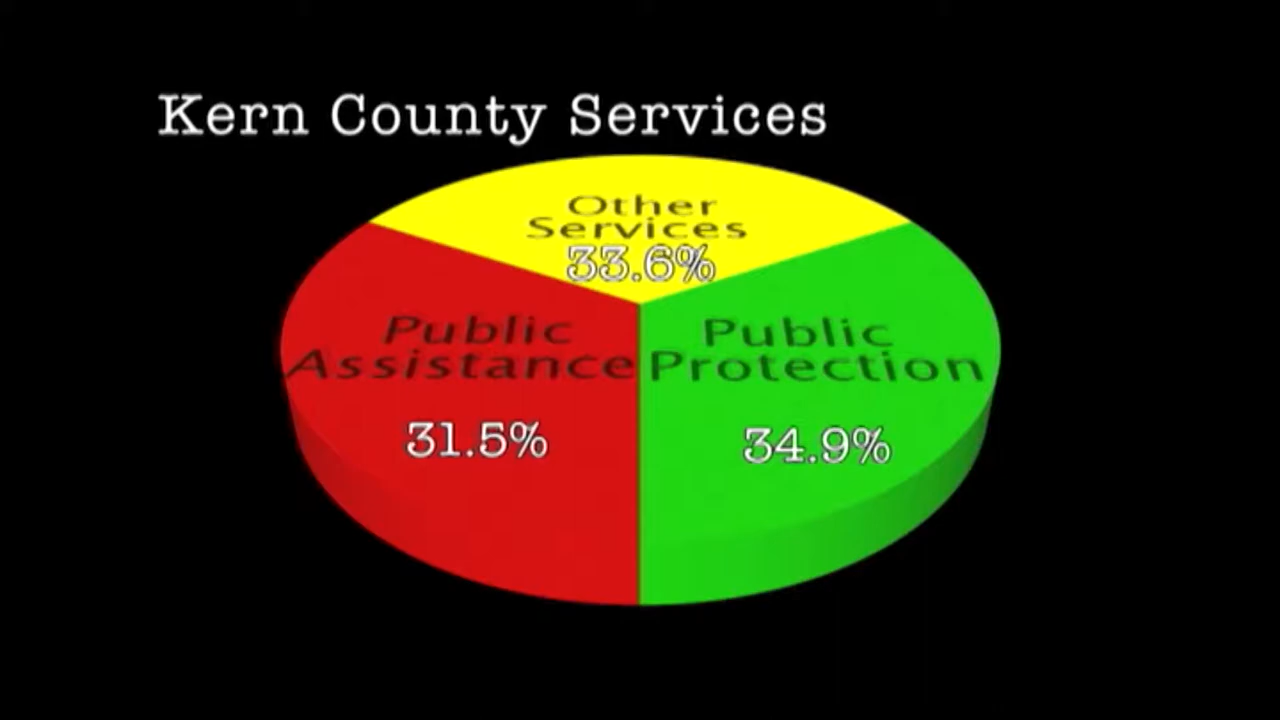 Kern County Services
Other
Services
33.6%
Public
Assistance
31.5%
Public
Protection
34.9%